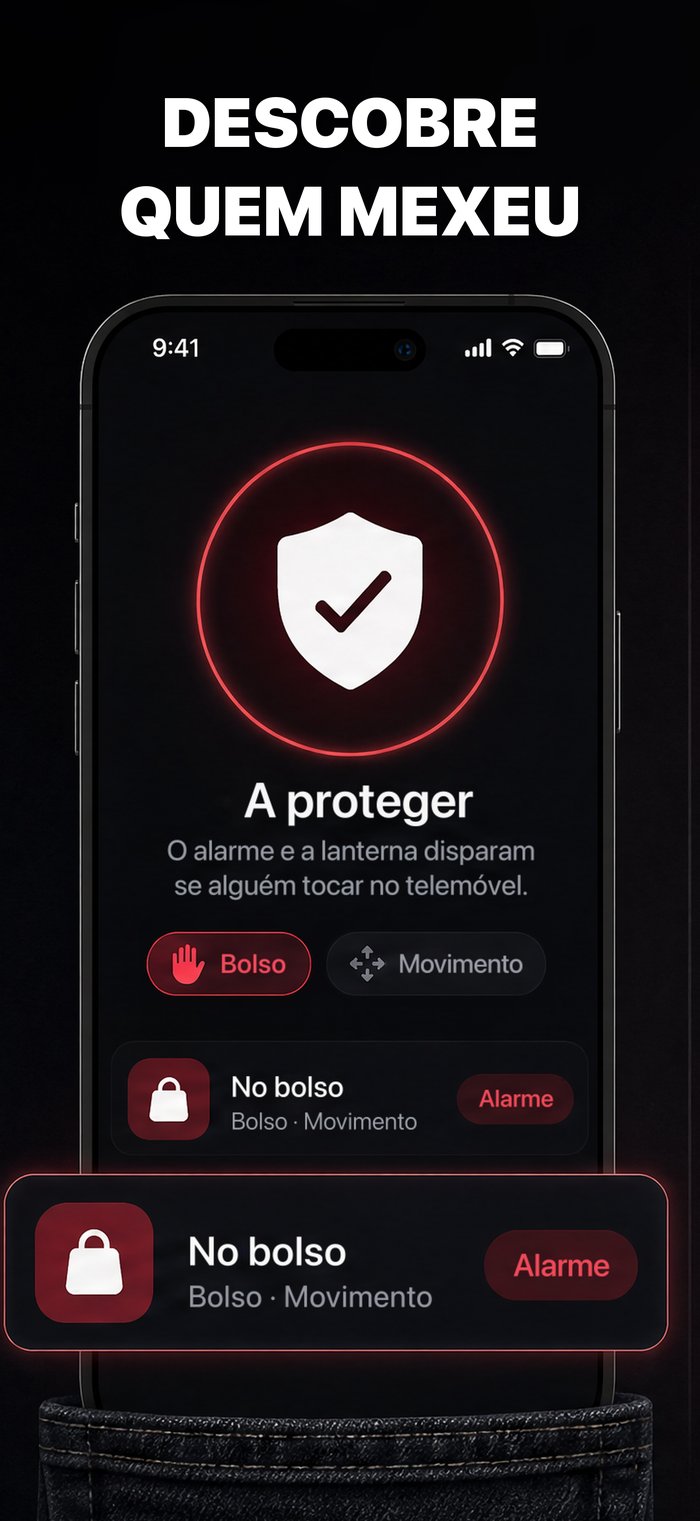 DESCOBRE
QUEM MEXEU
9:41
A proteger
O alarme e a lanterna disparam
se alguém tocar no telemóvel.
Bolso
Movimento
No bolso
Bolso · Movimento
Alarme
No bolso
Bolso · Movimento
Alarme